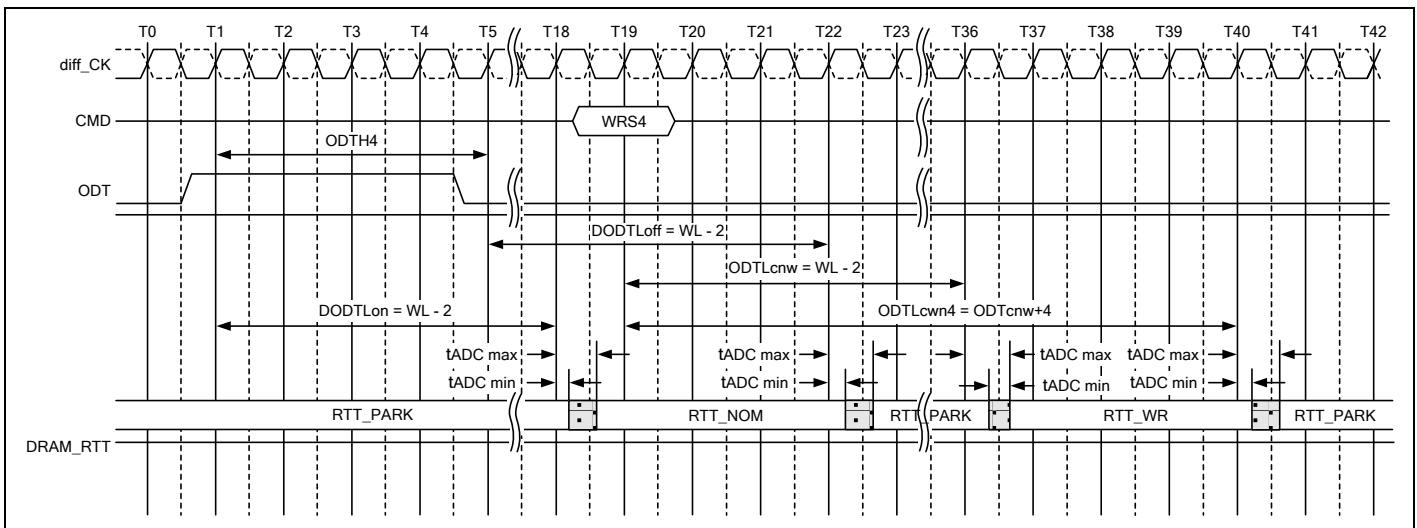 T0 T1 T2 T3 T4 T5 T18 T19 T20 T21 T22 T23 T36 T37 T38 T39 T40 T41 T42
diff_CK
CMD
WRS4
ODTH4
ODT
DODTLoff = WL - 2
ODTLcnw = WL - 2
DODTLon = WL - 2
ODTLcwn4 = ODTcnw+4
tADC max tADC max tADC max tADC max
tADC min tADC min tADC min tADC min
RTT_PARK RTT_NOM RTT_PARK RTT_WR RTT_PARK
DRAM_RTT